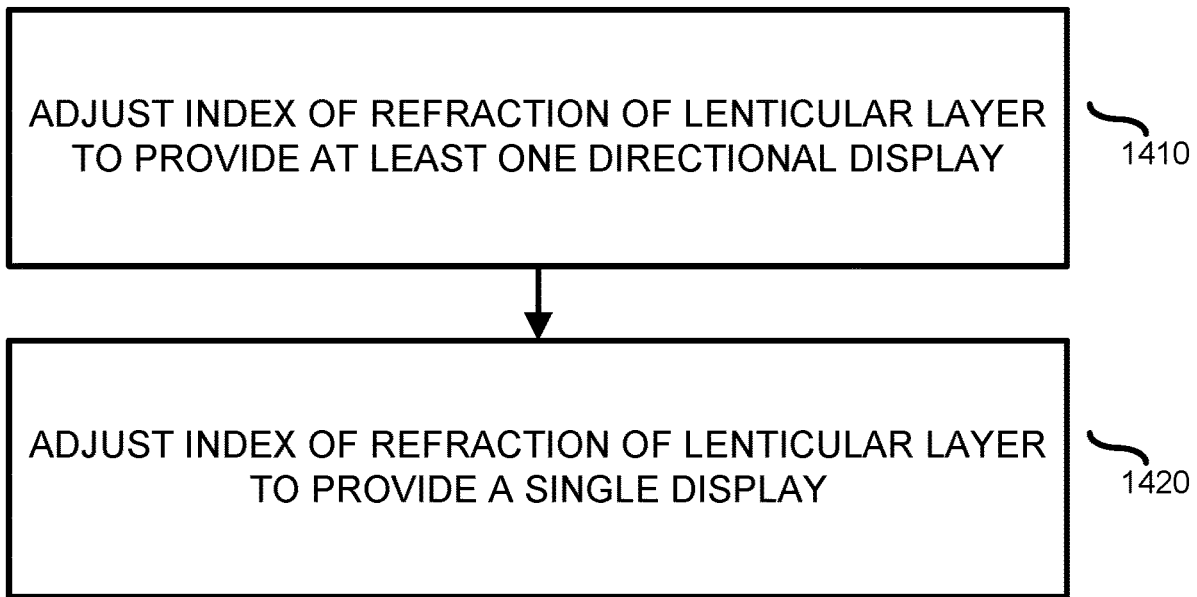 ADJUST INDEX OF REFRACTION OF LENTICULAR LAYER
TO PROVIDE AT LEAST ONE DIRECTIONAL DISPLAY
1410
ADJUST INDEX OF REFRACTION OF LENTICULAR LAYER
TO PROVIDE A SINGLE DISPLAY
1420